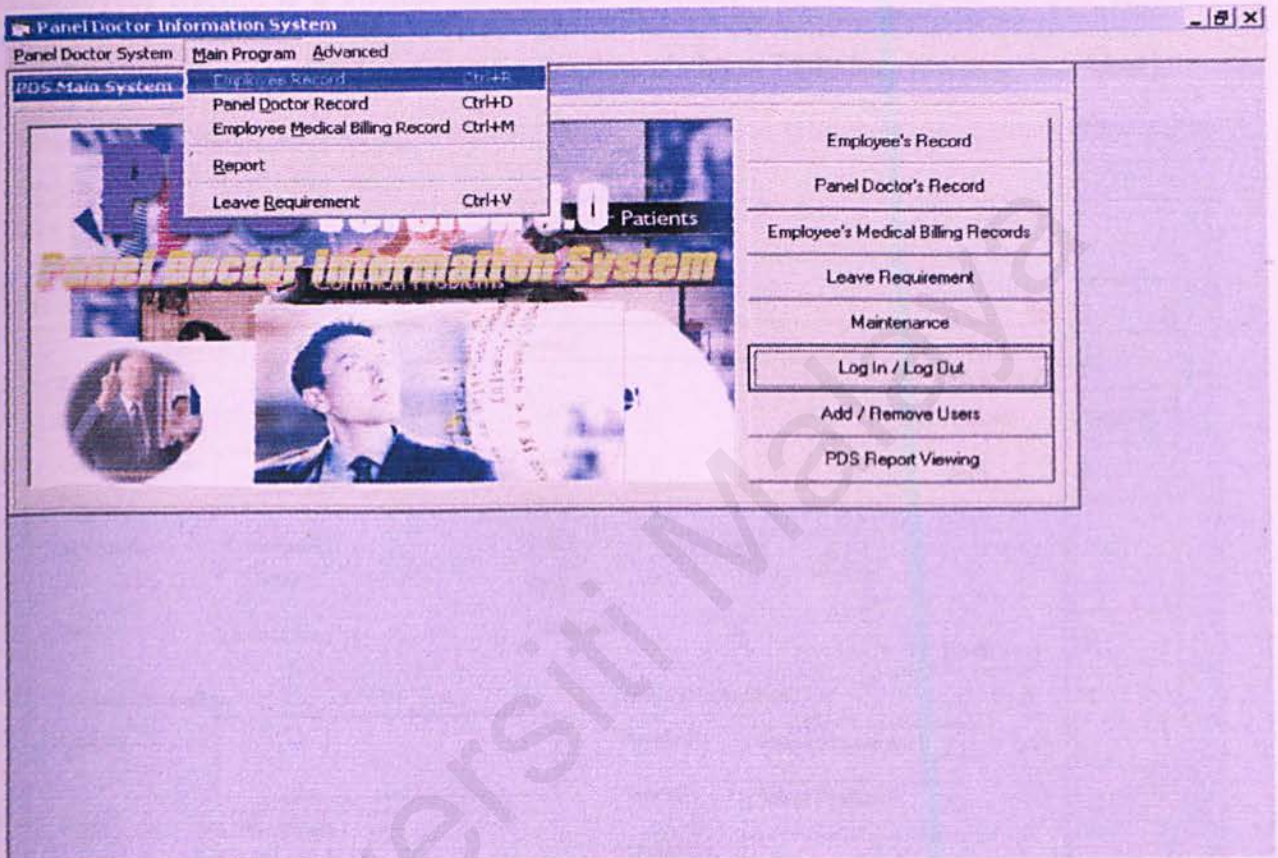 Panel Doctor Information System
Panel Doctor System Main Program Advanced
PDS Main System
Employee Record Ctrl+R
Panel Doctor Record Ctrl+D
Employee Medical Billing Record Ctrl+M
Report
Leave Requirement Ctrl+V
Patients
Panel Doctor Information System
Common Problems
Employee's Record
Panel Doctor's Record
Employee's Medical Billing Records
Leave Requirement
Maintenance
Log In / Log Out
Add / Remove Users
PDS Report Viewing